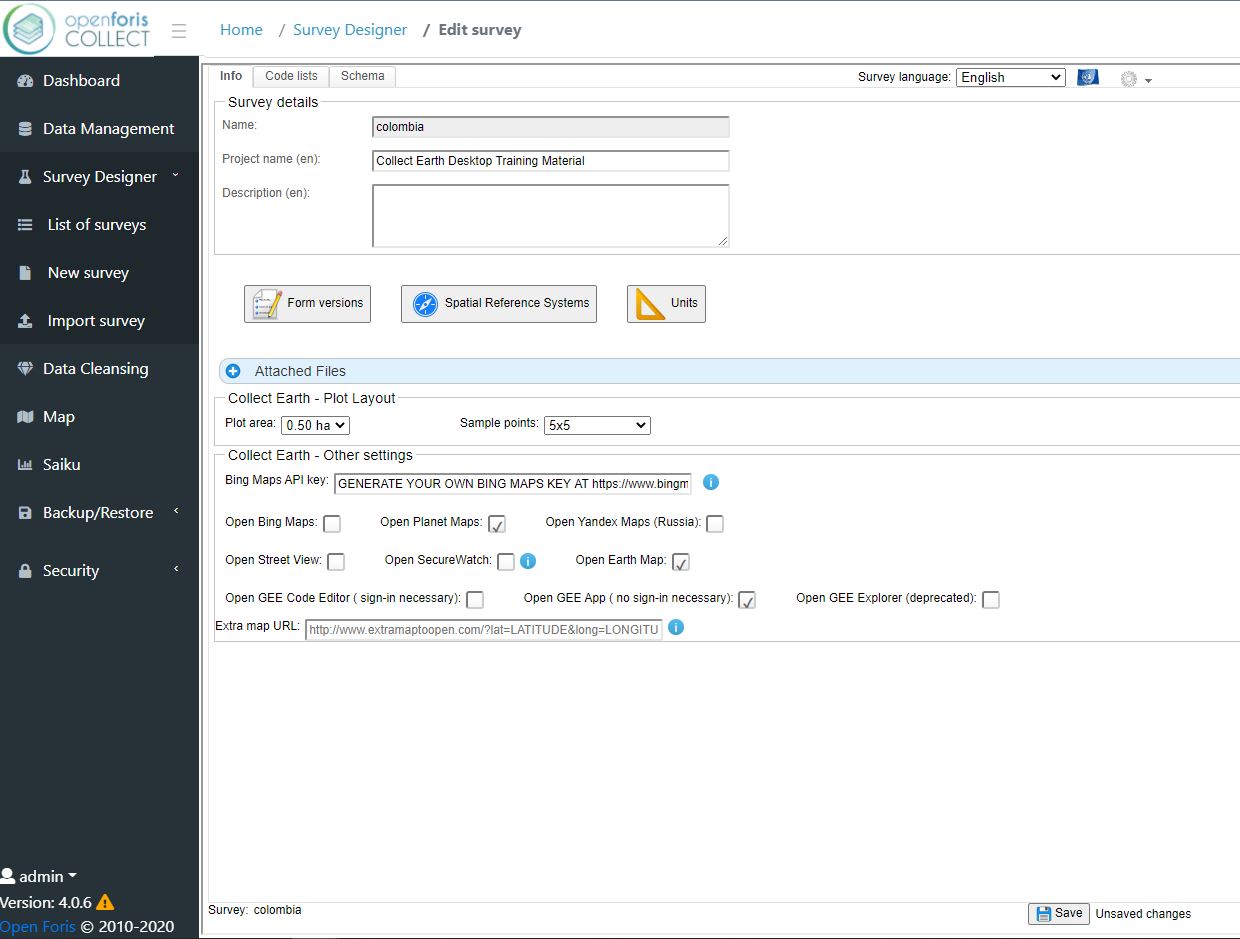 openforis
COLLECT
Home / Survey Designer / Edit survey
Dashboard
Data Management
Survey Designer
List of surveys
New survey
Import survey
Data Cleansing
Map
Saiku
Backup/Restore
Security
admin
Version: 4.0.6
Open Foris © 2010-2020
Info Code lists Schema Survey language: English
Survey details
Name: colombia
Project name (en): Collect Earth Desktop Training Material
Description (en):
Form versions Spatial Reference Systems Units
Attached Files
Collect Earth - Plot Layout
Plot area: 0.50 ha Sample points: 5x5
Collect Earth - Other settings
Bing Maps API key: GENERATE YOUR OWN BING MAPS KEY AT https://www.bingm
Open Bing Maps: Open Planet Maps: Open Yandex Maps (Russia):
Open Street View: Open SecureWatch: Open Earth Map:
Open GEE Code Editor ( sign-in necessary): Open GEE App ( no sign-in necessary): Open GEE Explorer (deprecated):
Extra map URL: http://www.extramaptoopen.com/?lat=LATITUDE&long=LONGITU
Survey: colombia Save Unsaved changes